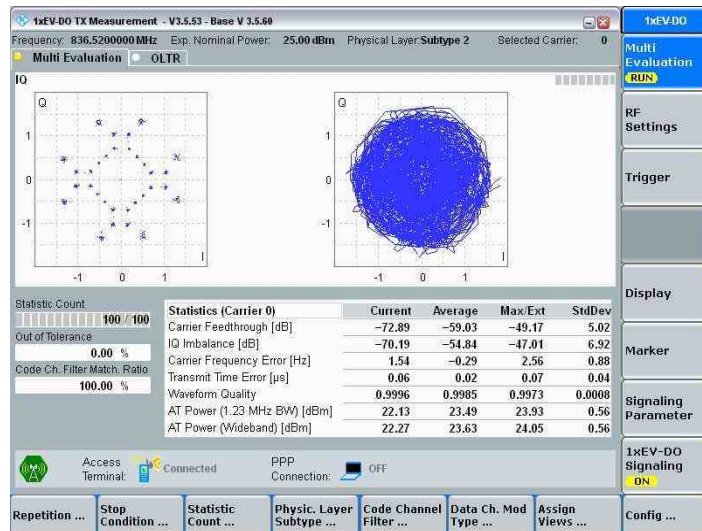 1xEV-DO TX Measurement - V3.5.53 - Base V 3.5.60
1xEV-DO
Frequency: 836.5200000 MHz Exp. Nominal Power: 25.00 dBm Physical Layer:Subtype 2 Selected Carrier: 0
Multi Evaluation OLTR
Multi
Evaluation
RUN
IQ
Q
1
0
-1
I
-1 0 1
Q
1
0
-1
I
-1 0 1
RF
Settings
Trigger
Display
Marker
Signaling
Parameter
1xEV-DO
Signaling
ON
Statistic Count
100 / 100
Out of Tolerance
0.00 %
Code Ch. Filter Match. Ratio
100.00 %
Statistics (Carrier 0) Current Average Max/Ext StdDev
Carrier Feedthrough [dB] −72.89 −59.03 −49.17 5.02
IQ Imbalance [dB] −70.19 −54.84 −47.01 6.92
Carrier Frequency Error [Hz] 1.54 −0.29 2.56 0.88
Transmit Time Error [µs] 0.06 0.02 0.07 0.04
Waveform Quality 0.9996 0.9985 0.9973 0.0008
AT Power (1.23 MHz BW) [dBm] 22.13 23.49 23.93 0.56
AT Power (Wideband) [dBm] 22.27 23.63 24.05 0.56
Access
Terminal: Connected
PPP
Connection: OFF
Repetition ...
Stop
Condition ...
Statistic
Count ...
Physic. Layer
Subtype ...
Code Channel
Filter ...
Data Ch. Mod
Type ...
Assign
Views ...
Config ...